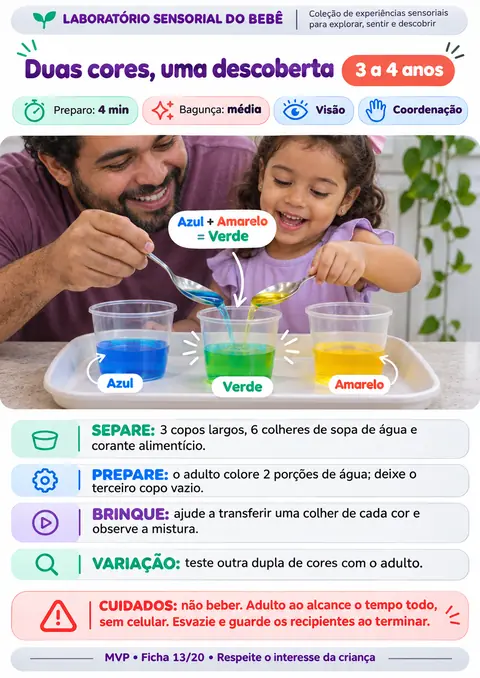 LABORATÓRIO SENSORIAL DO BEBÊ
Coleção de experiências sensoriais
para explorar, sentir e descobrir
Duas cores, uma descoberta
3 a 4 anos
Preparo: 4 min
Bagunça: média
Visão
Coordenação
Azul + Amarelo
= Verde
Azul
Verde
Amarelo
SEPARE: 3 copos largos, 6 colheres de sopa de água e
corante alimentício.
PREPARE: o adulto colore 2 porções de água; deixe o
terceiro copo vazio.
BRINQUE: ajude a transferir uma colher de cada cor e
observe a mistura.
VARIAÇÃO: teste outra dupla de cores com o adulto.
CUIDADOS: não beber. Adulto ao alcance o tempo todo,
sem celular. Esvazie e guarde os recipientes ao terminar.
MVP • Ficha 13/20 • Respeite o interesse da criança